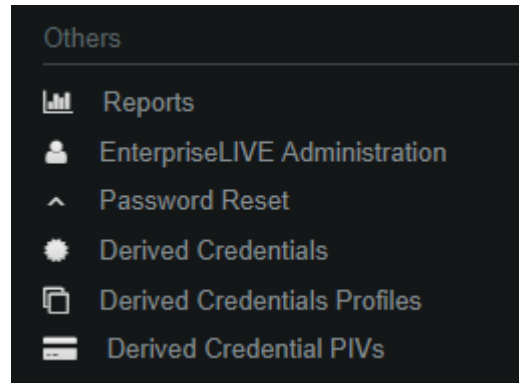 Others
Reports
EnterpriseLIVE Administration
Password Reset
Derived Credentials
Derived Credentials Profiles
Derived Credential PIVs